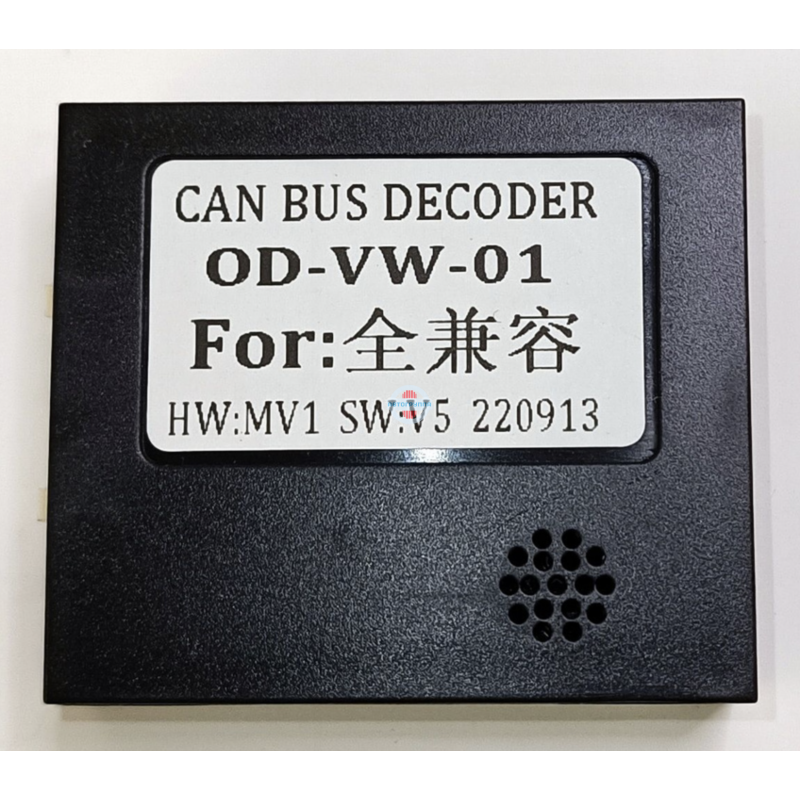 CAN BUS DECODER
OD-VW-01
For:全兼容
HW:MV1 SW:V5 220913